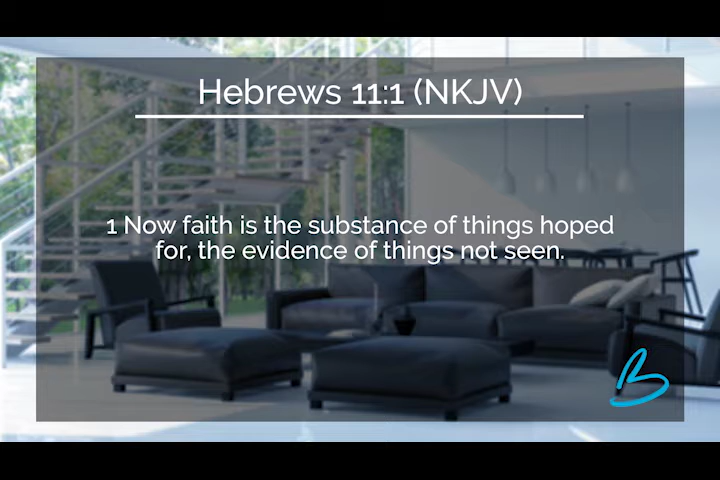 Hebrews 11:1 (NKJV)
1 Now faith is the substance of things hoped
for, the evidence of things not seen.
B